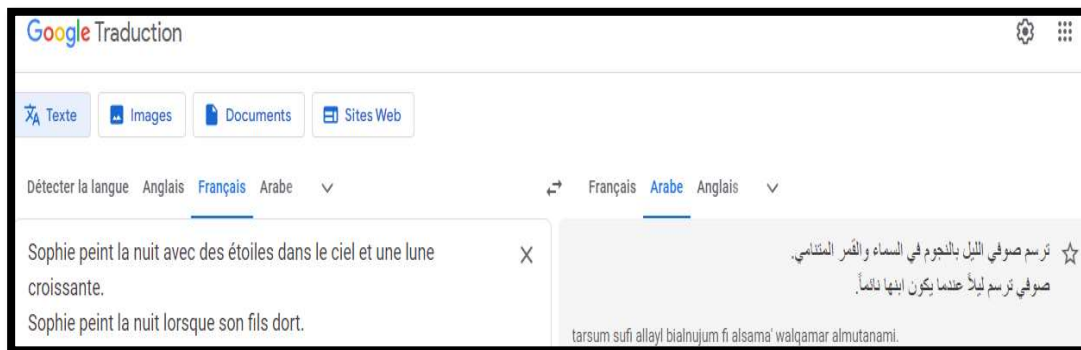 Google Traduction
Texte Images Documents Sites Web
Détecter la langue Anglais Français Arabe Français Arabe Anglais
Sophie peint la nuit avec des étoiles dans le ciel et une lune
croissante.
Sophie peint la nuit lorsque son fils dort.
ترسم صوفي الليل بالنجوم في السماء والقمر المتنامي.
صوفي ترسم ليلاً عندما يكون ابنها نائماً.
tarsum sufi allayl bialnujum fi alsama' walqamar almutanami.